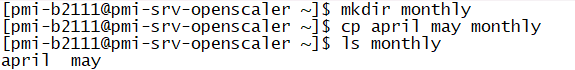 [pmi-b2111@pmi-srv-openscaler ~]$ mkdir monthly
[pmi-b2111@pmi-srv-openscaler ~]$ cp april may monthly
[pmi-b2111@pmi-srv-openscaler ~]$ ls monthly
april  may